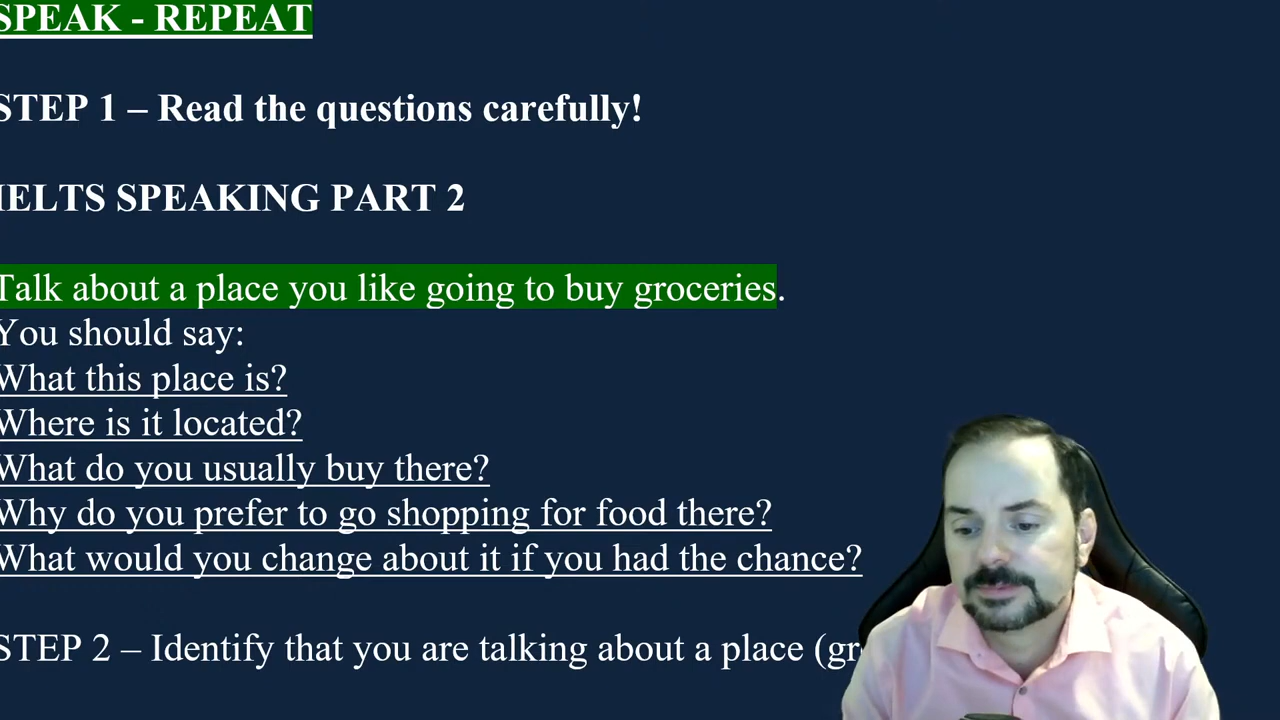 SPEAK - REPEAT
STEP 1 – Read the questions carefully!
IELTS SPEAKING PART 2
Talk about a place you like going to buy groceries.
You should say:
What this place is?
Where is it located?
What do you usually buy there?
Why do you prefer to go shopping for food there?
What would you change about it if you had the chance?
STEP 2 – Identify that you are talking about a place (gr